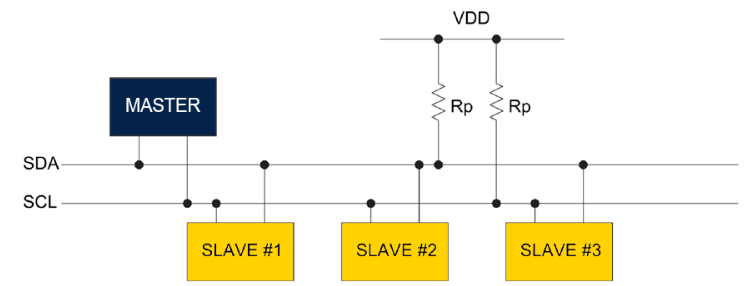 VDD
MASTER
Rp
Rp
SDA
SCL
SLAVE #1
SLAVE #2
SLAVE #3